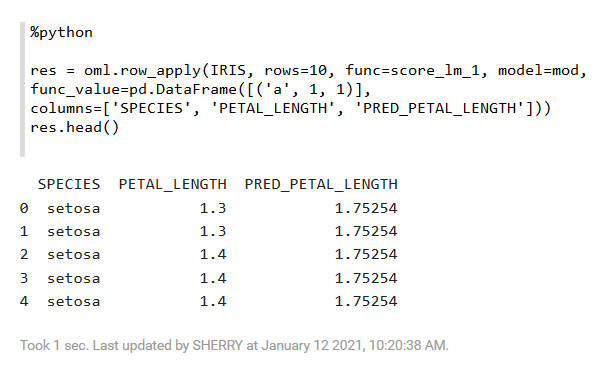 %python
res = oml.row_apply(IRIS, rows=10, func=score_lm_1, model=mod,
func_value=pd.DataFrame([('a', 1, 1)],
columns=['SPECIES', 'PETAL_LENGTH', 'PRED_PETAL_LENGTH']))
res.head()
SPECIES PETAL_LENGTH PRED_PETAL_LENGTH
0 setosa 1.3 1.75254
1 setosa 1.3 1.75254
2 setosa 1.4 1.75254
3 setosa 1.4 1.75254
4 setosa 1.4 1.75254
Took 1 sec. Last updated by SHERRY at January 12 2021, 10:20:38 AM.